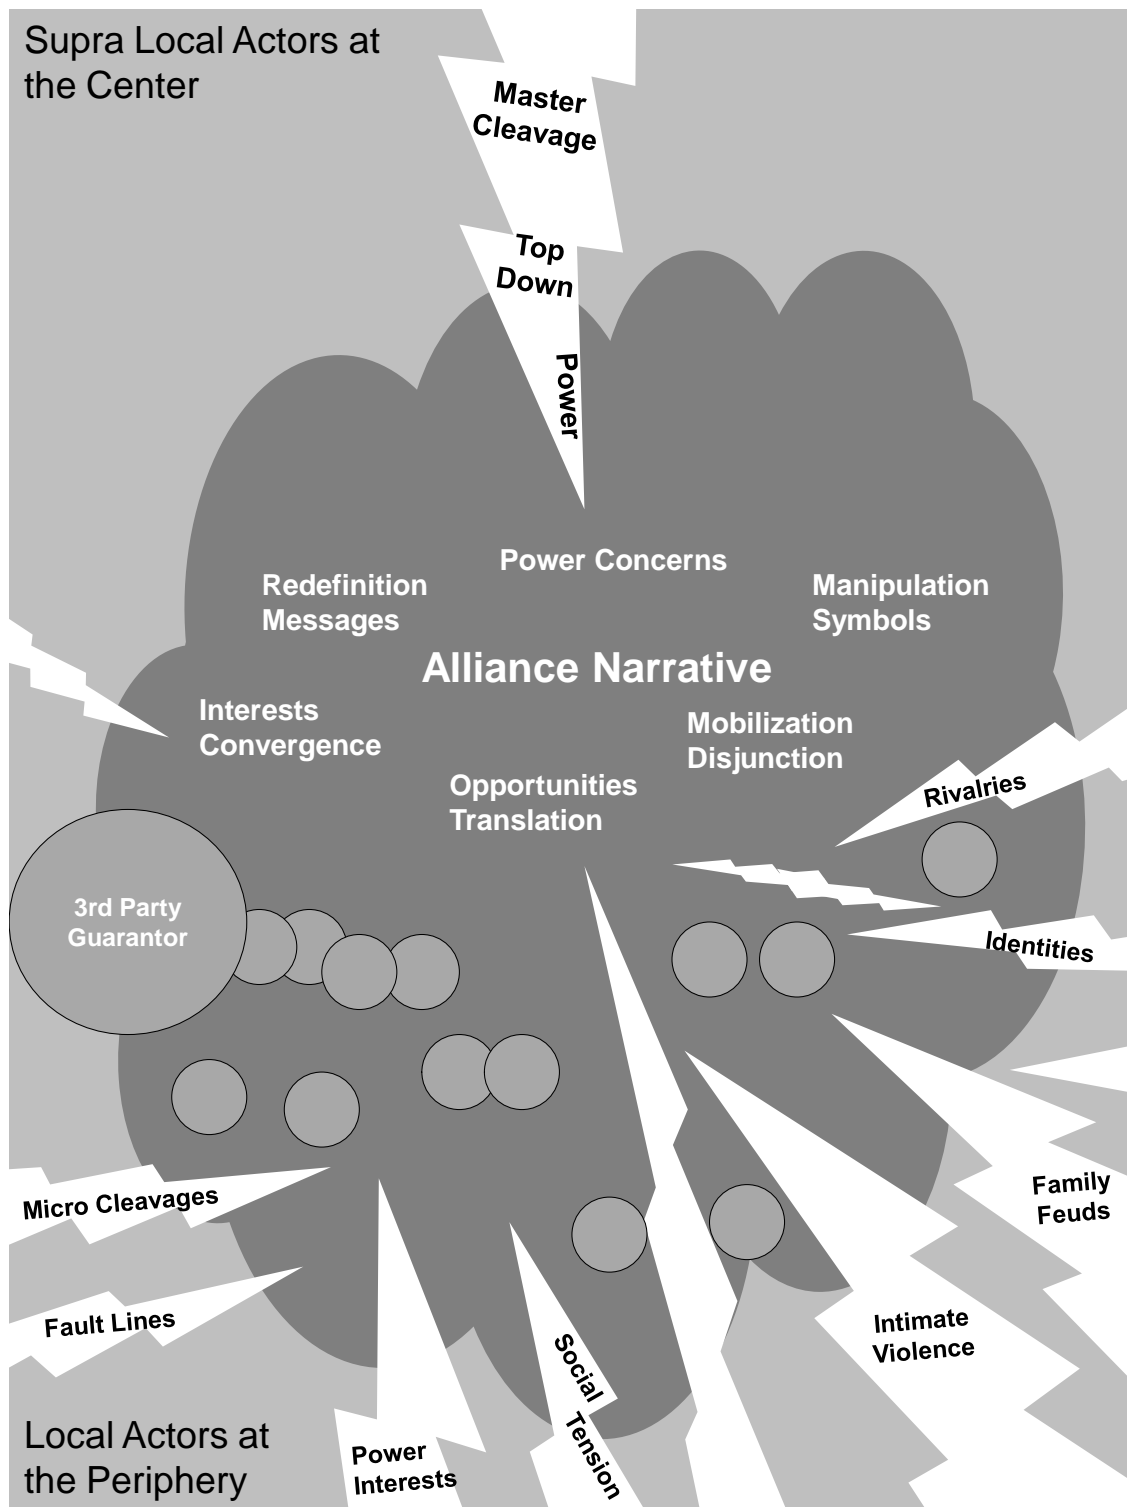 Supra Local Actors at
the Center
Master
Cleavage
Top
Down
Power
Power Concerns
Redefinition
Messages
Manipulation
Symbols
Alliance Narrative
Interests
Convergence
Mobilization
Disjunction
Opportunities
Translation
Rivalries
3rd Party
Guarantor
Identities
Micro Cleavages
Family
Feuds
Fault Lines
Intimate
Violence
Social
Tension
Power
Interests
Local Actors at
the Periphery